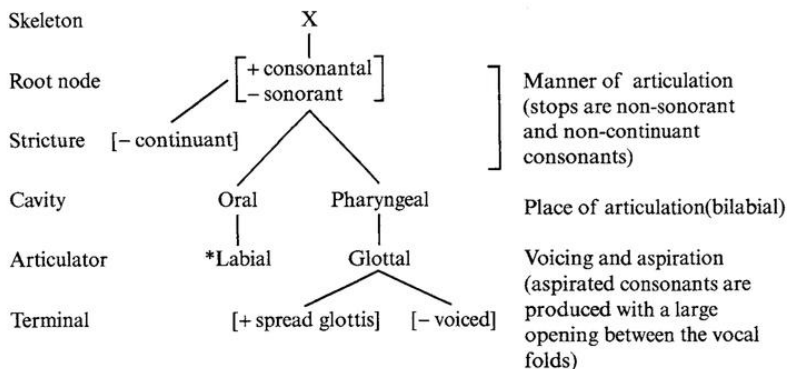 Skeleton X
Root node [+ consonantal Manner of articulation
– sonorant] (stops are non-sonorant
Stricture [– continuant] and non-continuant
consonants)
Cavity Oral Pharyngeal Place of articulation(bilabial)
Articulator *Labial Glottal Voicing and aspiration
(aspirated consonants are
Terminal [+ spread glottis] [– voiced] produced with a large
opening between the vocal
folds)